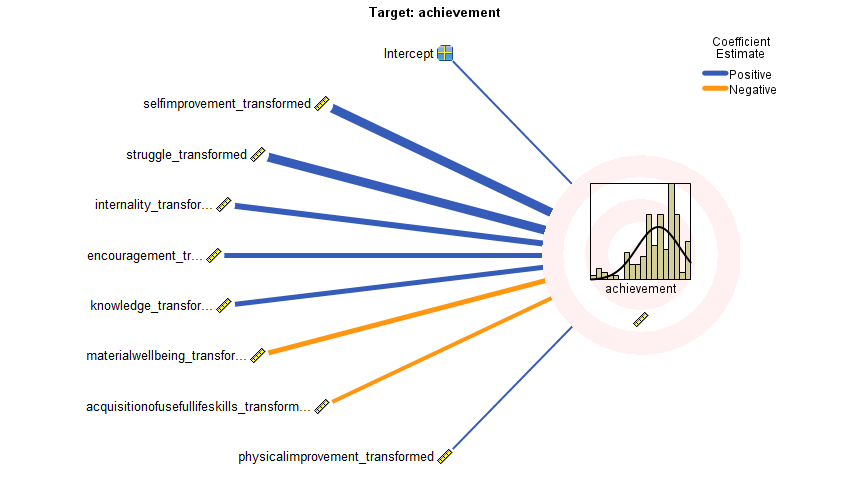 Target: achievement
Intercept
Coefficient
Estimate
Positive
Negative
selfimprovement_transformed
struggle_transformed
internality_transfor...
encouragement_tr...
knowledge_transfor...
materialwellbeing_transfor...
acquisitionofusefullifeskills_transform...
physicalimprovement_transformed
achievement